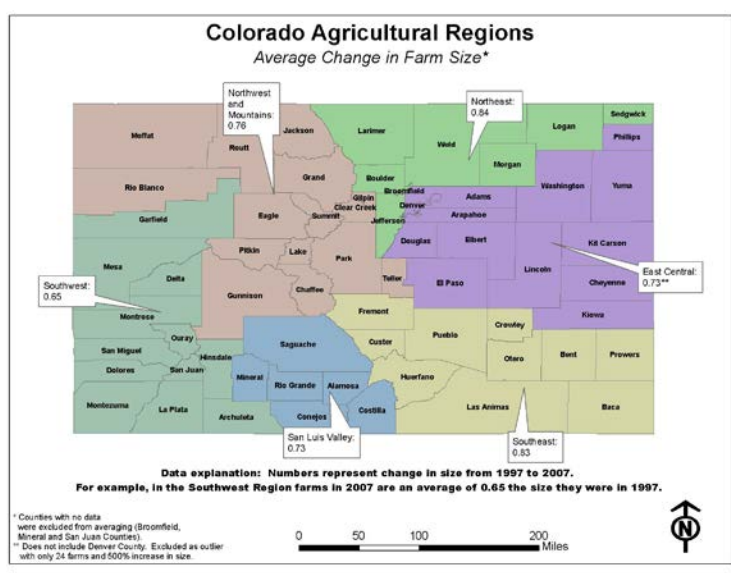 Colorado Agricultural Regions
Average Change in Farm Size*
Northwest
and
Mountains:
0.76
Northeast:
0.84
Moffat
Routt
Jackson
Larimer
Weld
Logan
Sedgwick
Phillips
Morgan
Rio Blanco
Grand
Boulder
Broomfield
Washington
Yuma
Garfield
Eagle
Summit
Gilpin
Clear Creek
Jefferson
Denver
Adams
Arapahoe
Pitkin
Lake
Park
Douglas
Elbert
Kit Carson
Mesa
Delta
Lincoln
East Central:
0.73**
Southwest:
0.65
Gunnison
Chaffee
Teller
El Paso
Cheyenne
Montrose
Fremont
Kiowa
Ouray
Saguache
Custer
Pueblo
Crowley
San Miguel
Hinsdale
Otero
Bent
Prowers
Dolores
San Juan
Mineral
Rio Grande
Alamosa
Huerfano
Montezuma
La Plata
Archuleta
Conejos
Costilla
Las Animas
Baca
San Luis Valley:
0.73
Southeast:
0.83
Data explanation: Numbers represent change in size from 1997 to 2007.
For example, in the Southwest Region farms in 2007 are an average of 0.65 the size they were in 1997.
* Counties with no data
were excluded from averaging (Broomfield,
Mineral and San Juan Counties).
** Does not include Denver County. Excluded as outlier
with only 24 farms and 500% increase in size.
0 50 100 200
Miles
N